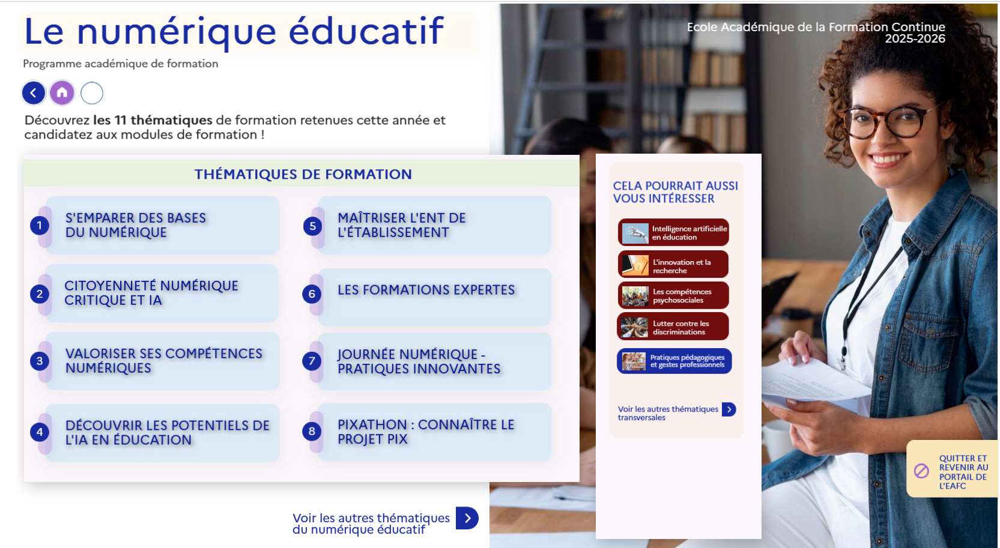 Le numérique éducatif
Ecole Académique de la Formation Continue
2025-2026
Programme académique de formation
Découvrez les 11 thématiques de formation retenues cette année et
candidatez aux modules de formation !
THÉMATIQUES DE FORMATION
1
S'EMPARER DES BASES
DU NUMÉRIQUE
2
CITOYENNETÉ NUMÉRIQUE
CRITIQUE ET IA
3
VALORISER SES COMPÉTENCES
NUMÉRIQUES
4
DÉCOUVRIR LES POTENTIELS DE
L'IA EN ÉDUCATION
5
MAÎTRISER L'ENT DE
L'ÉTABLISSEMENT
6
LES FORMATIONS EXPERTES
7
JOURNÉE NUMÉRIQUE -
PRATIQUES INNOVANTES
8
PIXATHON : CONNAÎTRE LE
PROJET PIX
Voir les autres thématiques
du numérique éducatif
CELA POURRAIT AUSSI
VOUS INTÉRESSER
Intelligence artificielle
en éducation
L'innovation et la
recherche
Les compétences
psychosociales
Lutter contre les
discriminations
Pratiques pédagogiques
et gestes professionnels
Voir les autres thématiques
transversales
QUITTER ET
REVENIR AU
PORTAIL DE
L'EAFC